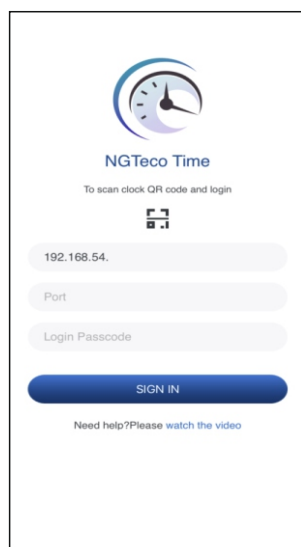 NGTeco Time
To scan clock QR code and login
192.168.54.
Port
Login Passcode
SIGN IN
Need help?Please watch the video